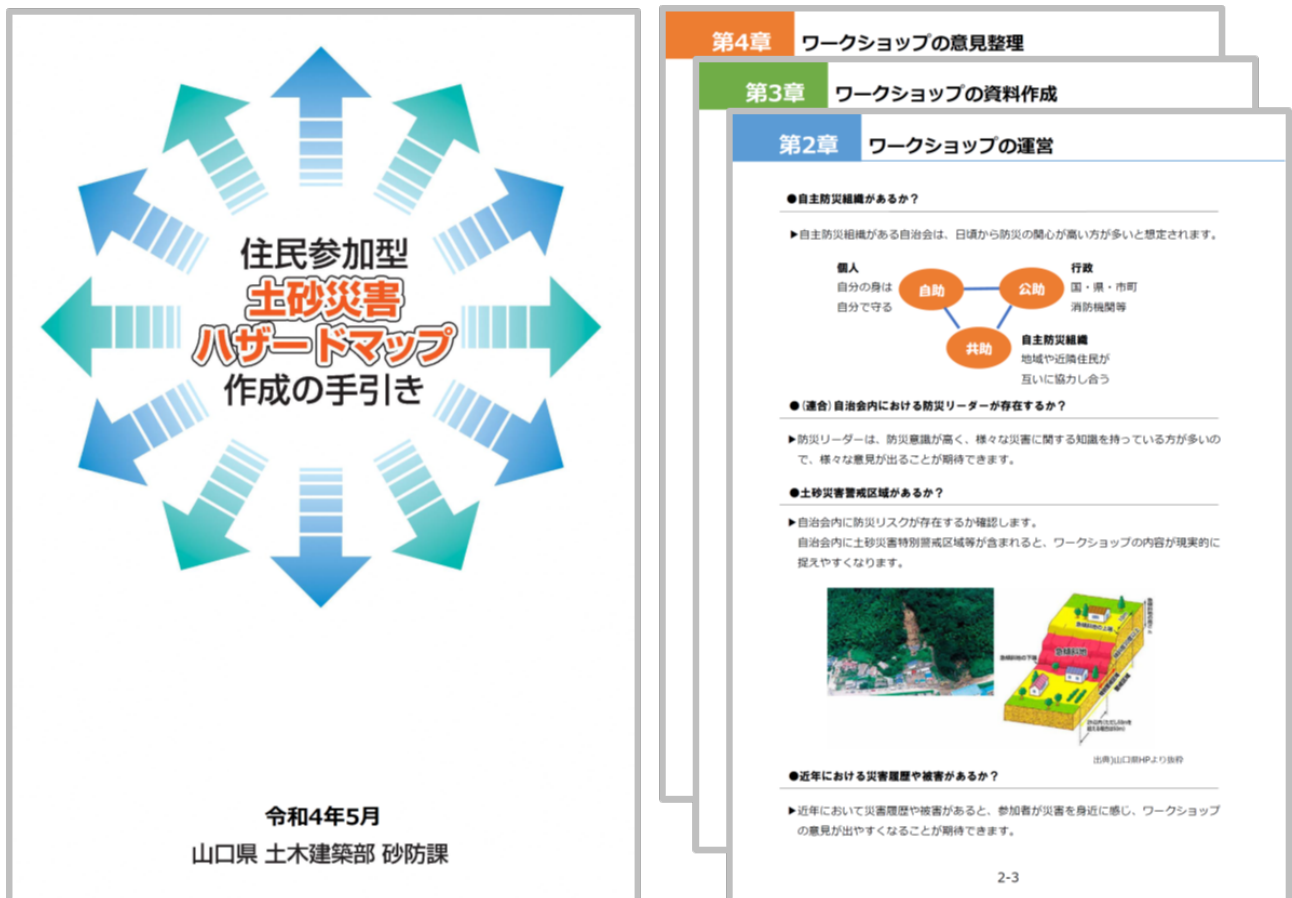 住民参加型
土砂災害
ハザードマップ
作成の手引き
令和4年5月
山口県 土木建築部 砂防課
第4章 ワークショップの意見整理
第3章 ワークショップの資料作成
第2章 ワークショップの運営
●自主防災組織があるか？
▶自主防災組織がある自治会は、日頃から防災の関心が高い方が多いと想定されます。
個人
自分の身は
自分で守る
自助
公助
行政
国・県・市町
消防機関等
共助
自主防災組織
地域や近隣住民が
互いに協力し合う
●（連合）自治会内における防災リーダーが存在するか？
▶防災リーダーは、防災意識が高く、様々な災害に関する知識を持っている方が多いの
で、様々な意見が出ることが期待できます。
●土砂災害警戒区域があるか？
▶自治会内に防災リスクが存在するか確認します。
自治会内に土砂災害特別警戒区域等が含まれると、ワークショップの内容が現実的に
捉えやすくなります。
急傾斜地の上端
急傾斜地
急傾斜地の下端
出典)山口県HPより抜粋
●近年における災害履歴や被害があるか？
▶近年において災害履歴や被害があると、参加者が災害を身近に感じ、ワークショップ
の意見が出やすくなることが期待できます。
2-3